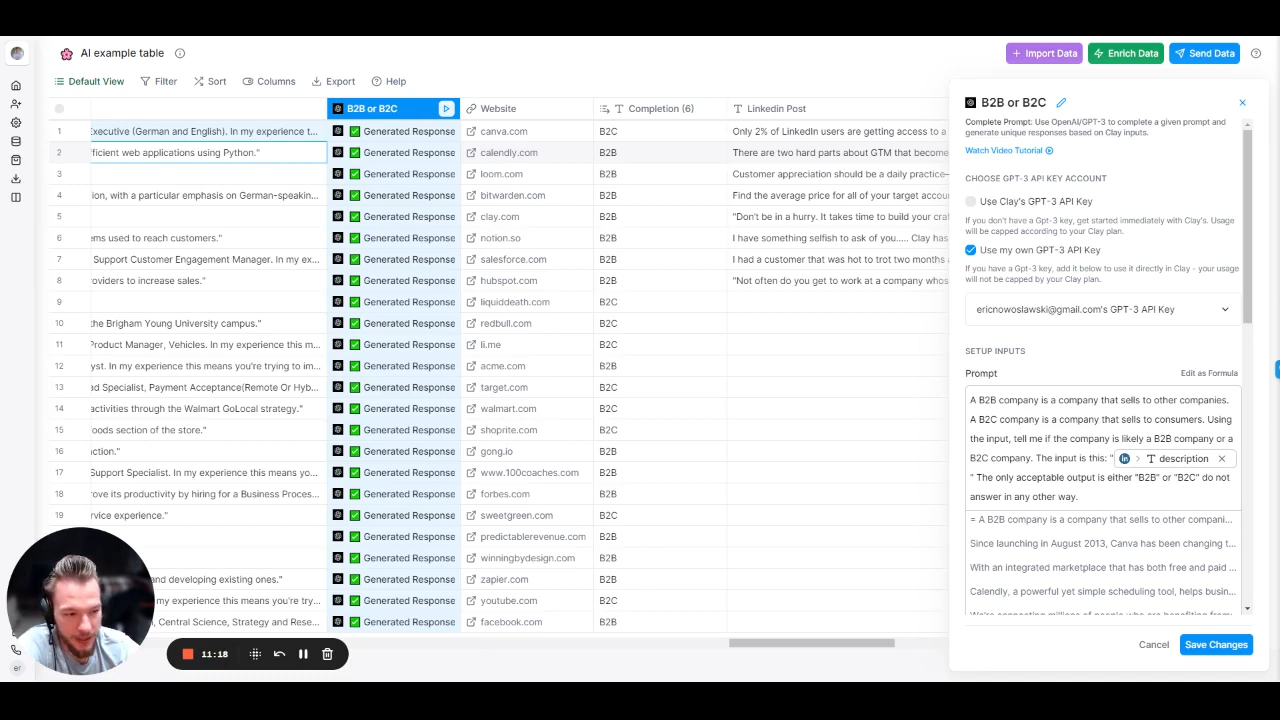 AI example table
Import Data
Enrich Data
Send Data
Default View
Filter
Sort
Columns
Export
Help
B2B or B2C
Website
Completion (6)
Linkedin Post
1 Executive (German and English). In my experience t... Generated Response canva.com B2C Only 2% of LinkedIn users are getting access to a
2 fficient web applications using Python." Generated Response calendly.com B2B There are two hard parts about GTM that become
3 Generated Response loom.com B2B Customer appreciation should be a daily practice—
4 ion, with a particular emphasis on German-speakin... Generated Response bitwarden.com B2B Find the average price for all of your target accou
5 Generated Response clay.com B2B "Don't be in a hurry. It takes time to build your cra
6 ems used to reach customers." Generated Response notion.so B2B I have something selfish to ask of you..... Clay has
7 Support Customer Engagement Manager. In my ex... Generated Response salesforce.com B2B I had a customer that was hot to trot two months
8 oviders to increase sales." Generated Response hubspot.com B2B "Not often do you get to work at a company whos
9 Generated Response liquiddeath.com B2C
10 the Brigham Young University campus." Generated Response redbull.com B2C
11 Product Manager, Vehicles. In my experience this m... Generated Response li.me B2C
12 yst. In my experience this means you're trying to im... Generated Response acme.com B2B
13 ad Specialist, Payment Acceptance(Remote Or Hyb... Generated Response target.com B2C
14 activities through the Walmart GoLocal strategy." Generated Response walmart.com B2C
15 oods section of the store." Generated Response shoprite.com B2C
16 action." Generated Response gong.io B2B
17 Support Specialist. In my experience this means yo... Generated Response www.100coaches.com B2B
18 rove its productivity by hiring for a Business Proces... Generated Response forbes.com B2B
19 rvice experience." Generated Response sweetgreen.com B2C
Generated Response predictablerevenue.com B2B
Generated Response winningbydesign.com B2B
and developing existing ones." Generated Response zapier.com B2B
my experience this means you're try... Generated Response youtube.com B2C
, Central Science, Strategy and Rese... Generated Response facebook.com B2B
11:18
er
B2B or B2C
Complete Prompt: Use OpenAI/GPT-3 to complete a given prompt and
generate unique responses based on Clay inputs.
Watch Video Tutorial
CHOOSE GPT-3 API KEY ACCOUNT
Use Clay's GPT-3 API Key
If you don't have a Gpt-3 key, get started immediately with Clay's. Usage
will be capped according to your Clay plan.
Use my own GPT-3 API Key
If you have a Gpt-3 key, add it below to use it directly in Clay - your usage
will not be capped by your Clay plan.
ericnowoslawski@gmail.com's GPT-3 API Key
SETUP INPUTS
Prompt
Edit as Formula
A B2B company is a company that sells to other companies.
A B2C company is a company that sells to consumers. Using
the input, tell me if the company is likely a B2B company or a
B2C company. The input is this: " in > T description
" The only acceptable output is either "B2B" or "B2C" do not
answer in any other way.
= A B2B company is a company that sells to other compani...
Since launching in August 2013, Canva has been changing t...
With an integrated marketplace that has both free and paid ...
Calendly, a powerful yet simple scheduling tool, helps busin...
Cancel
Save Changes